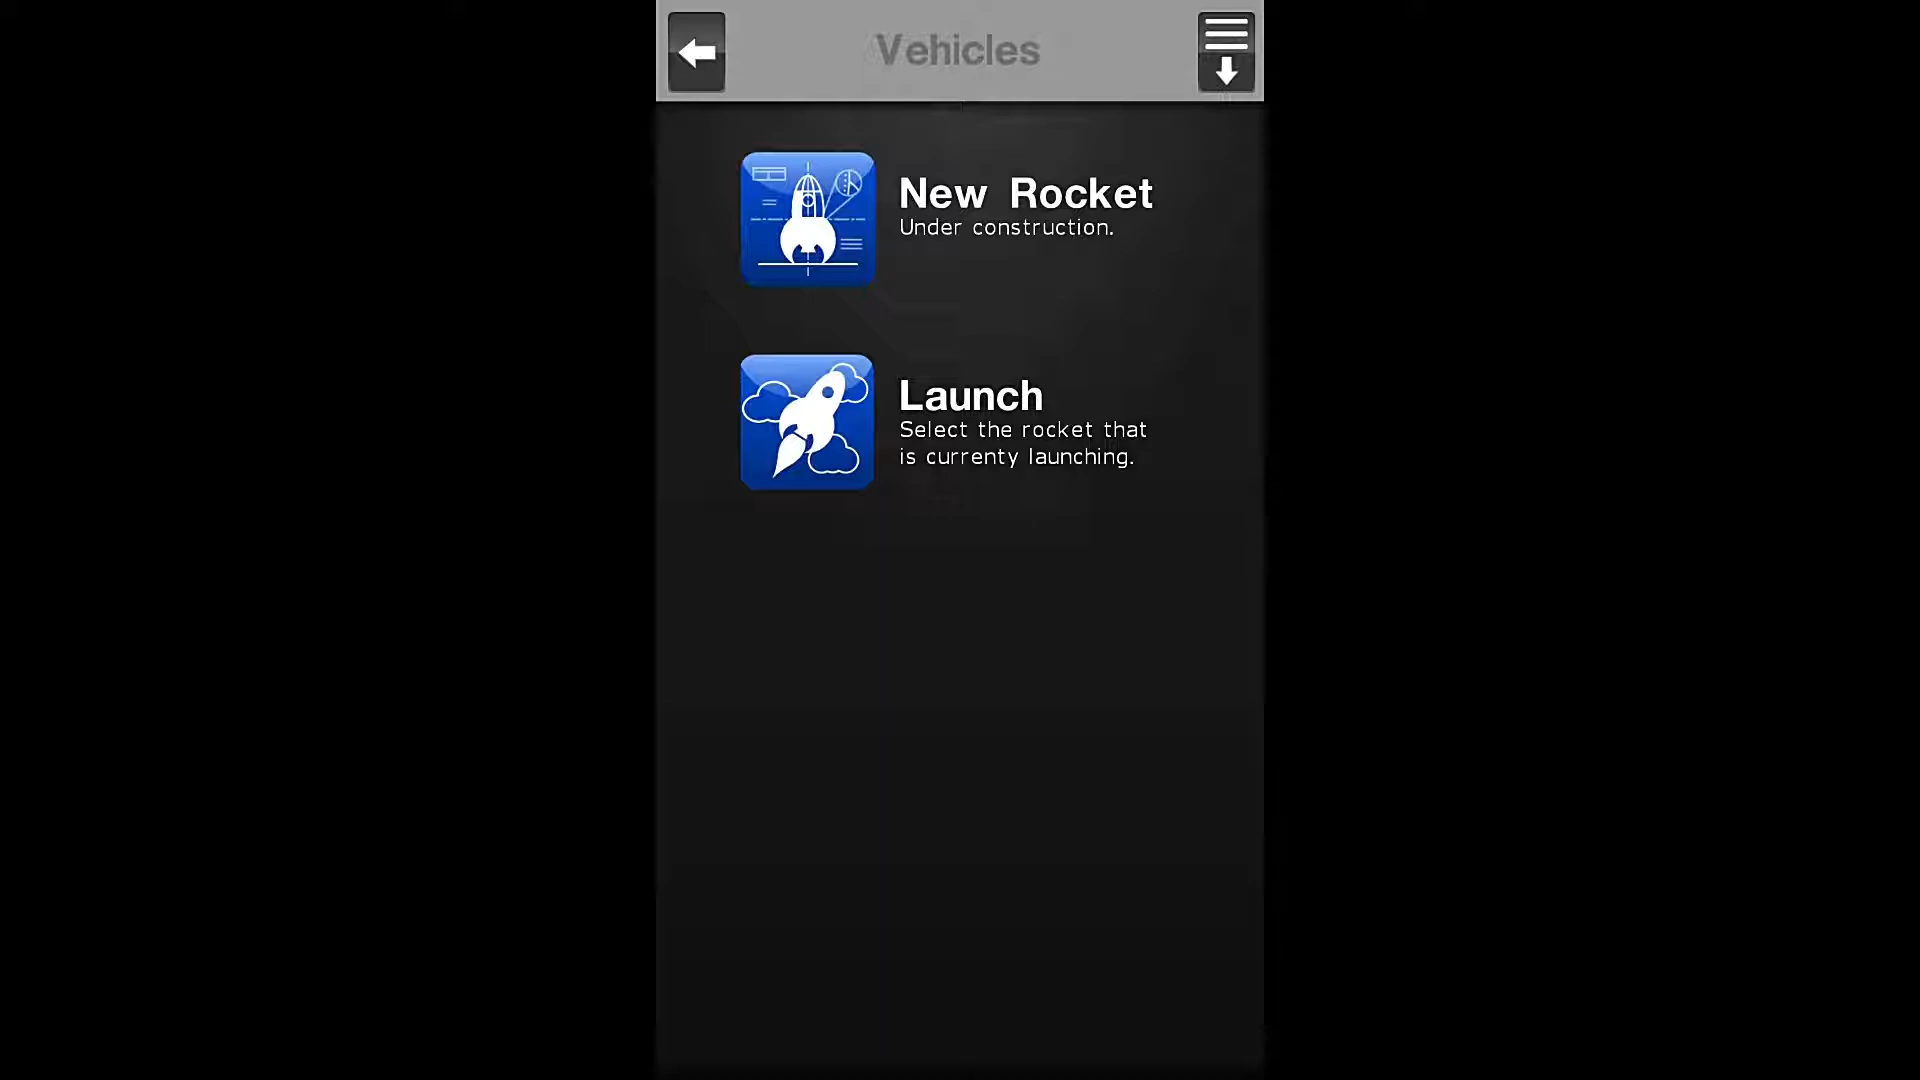 Vehicles
New Rocket
Under construction.
Launch
Select the rocket that
is currenty launching.